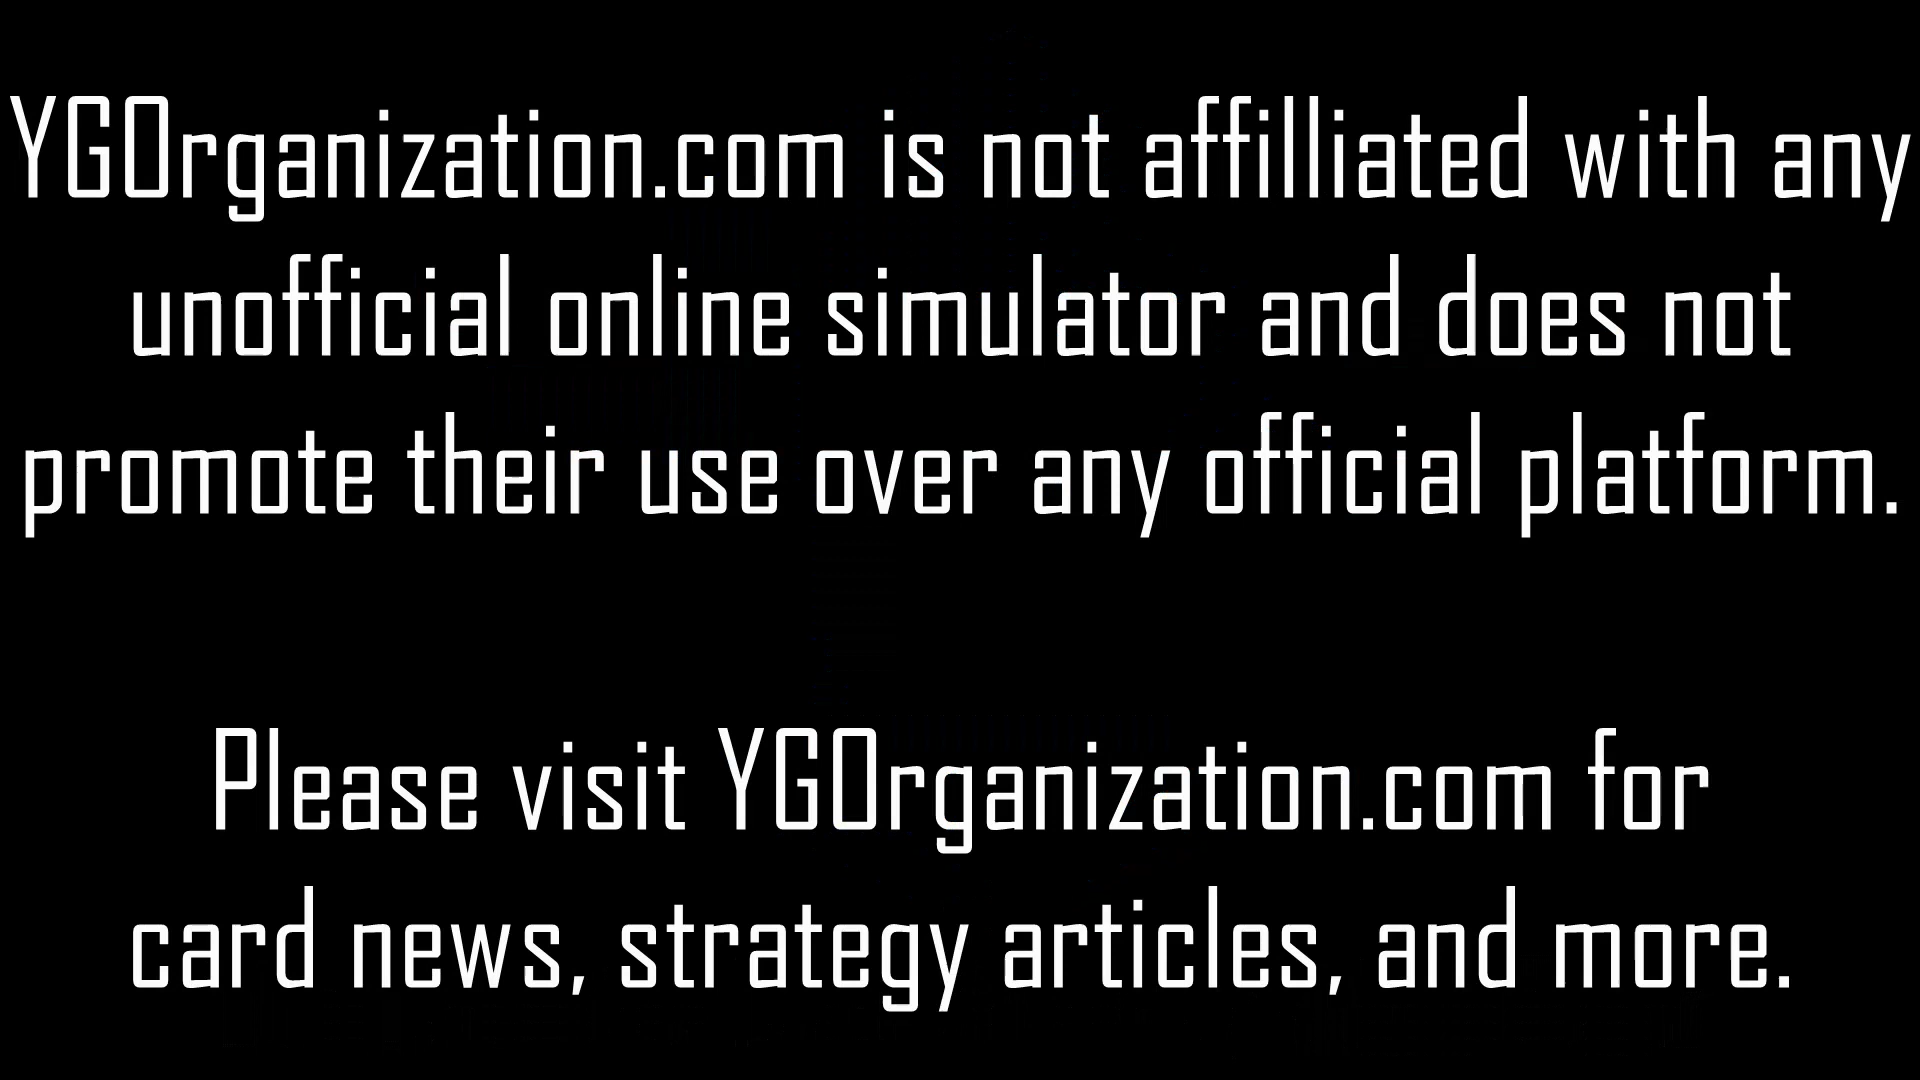 YGOrganization.com is not affilliated with any
unofficial online simulator and does not
promote their use over any official platform.
Please visit YGOrganization.com for
card news, strategy articles, and more.